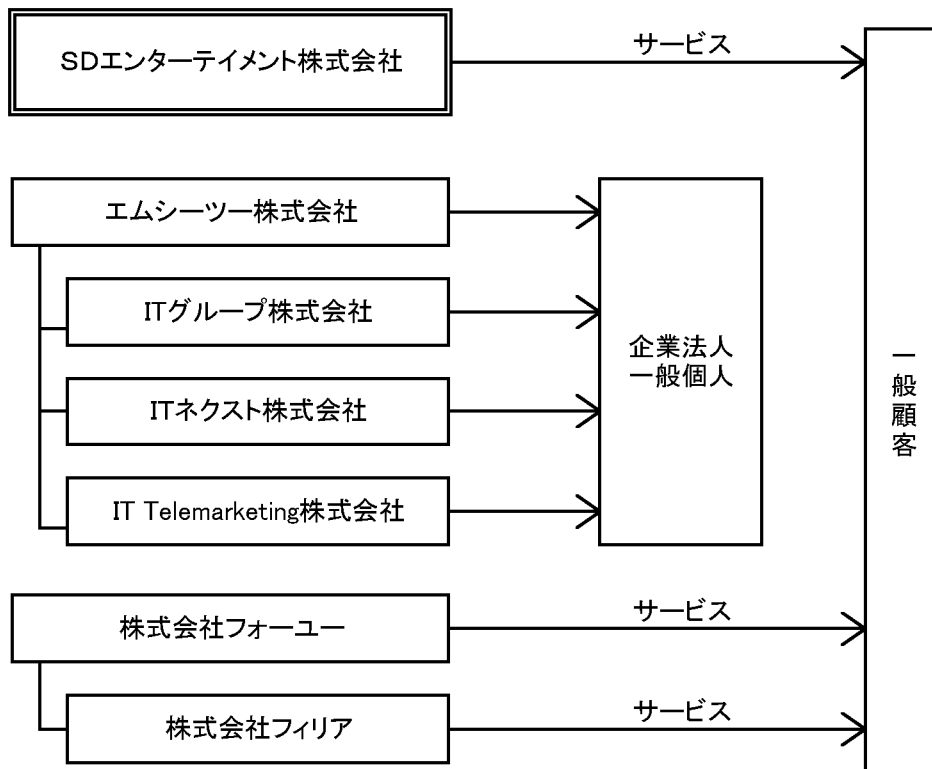 SDエンターテイメント株式会社
サービス
エムシーツー株式会社
ITグループ株式会社
ITネクスト株式会社
IT Telemarketing株式会社
企業法人
一般個人
一般顧客
株式会社フォーユー
サービス
株式会社フィリア
サービス